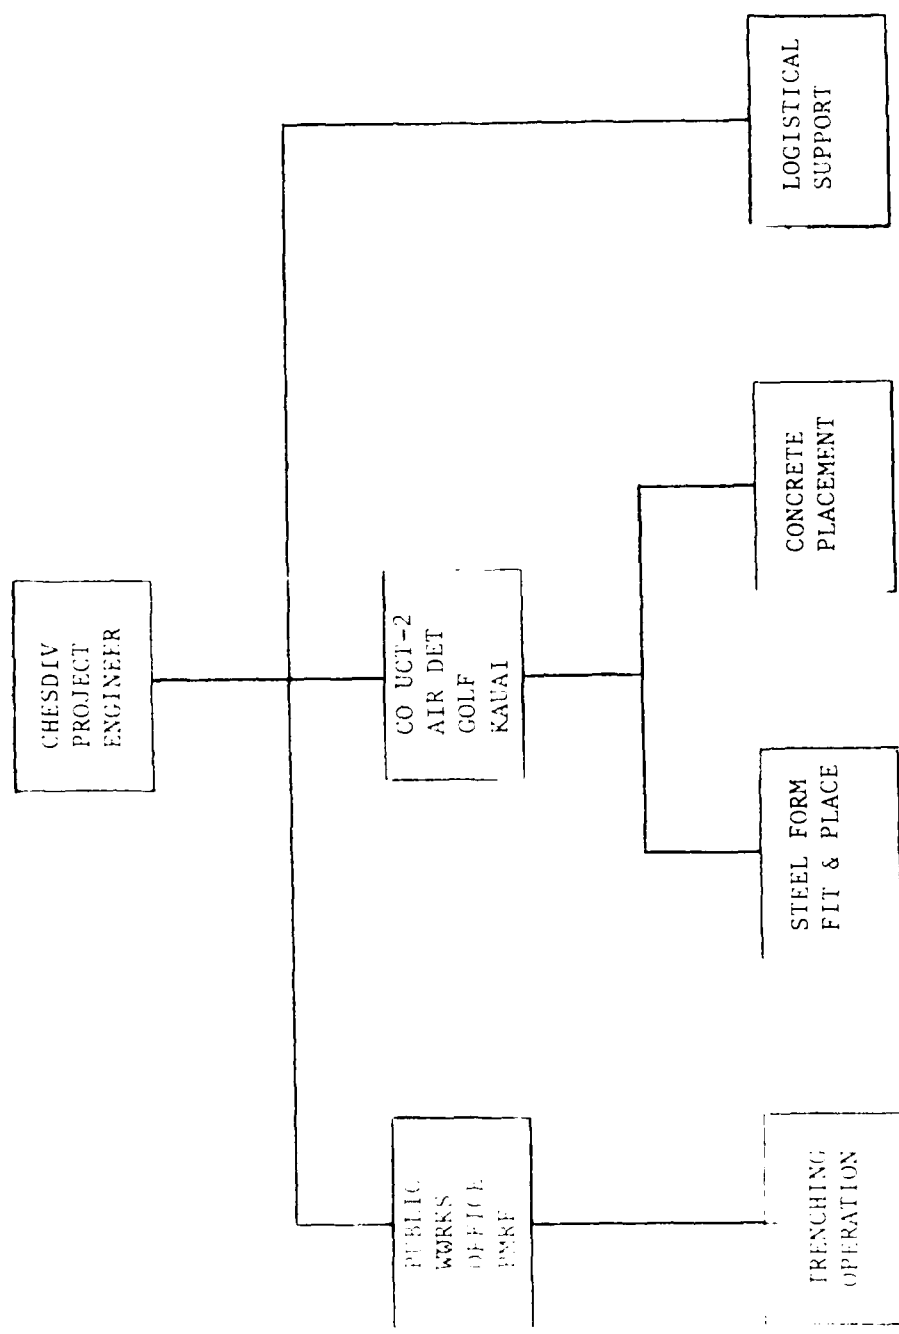 CHESDIV
PROJECT
ENGINEER
PUBLIC
WORKS
OFFICE
PMRF
CO UCT-2
AIR DET
GOLF
KAUAI
TRENCHING
OPERATION
STEEL FORM
FIT & PLACE
CONCRETE
PLACEMENT
LOGISTICAL
SUPPORT